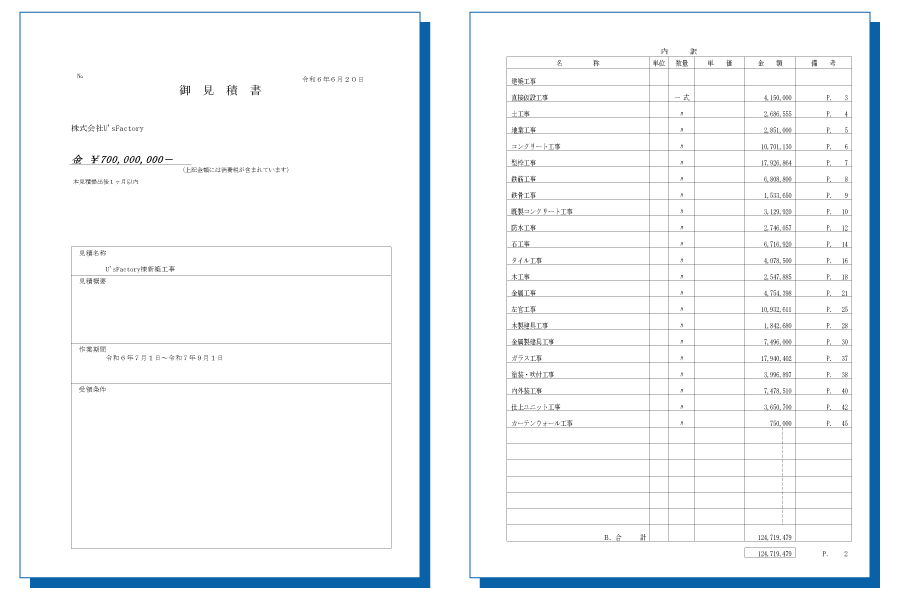 No
令和６年６月２０日
御 見 積 書
株式会社U'sFactory
金 ￥700,000,000－
(上記金額には消費税が含まれています)
本見積提出後１ヶ月以内
見積名称
U'sFactory様新築工事
見積概要
作業期間
令和６年７月１日～令和７年９月１日
受領条件
内 訳
名 称 単位 数量 単 価 金 額 備 考
建築工事
直接仮設工事 一 式 4,150,000 P. 3
土工事 〃 2,686,555 P. 4
地業工事 〃 2,851,000 P. 5
コンクリート工事 〃 10,701,130 P. 6
型枠工事 〃 17,926,864 P. 7
鉄筋工事 〃 6,808,800 P. 8
鉄骨工事 〃 1,533,650 P. 9
既製コンクリート工事 〃 3,129,920 P. 10
防水工事 〃 2,746,057 P. 12
石工事 〃 6,716,920 P. 14
タイル工事 〃 4,078,500 P. 16
木工事 〃 2,547,885 P. 18
金属工事 〃 4,754,398 P. 21
左官工事 〃 10,932,611 P. 25
木製建具工事 〃 1,842,680 P. 28
金属製建具工事 〃 7,496,000 P. 30
ガラス工事 〃 17,940,402 P. 37
塗装・吹付工事 〃 3,996,897 P. 38
内外装工事 〃 7,478,510 P. 40
仕上ユニット工事 〃 3,650,700 P. 42
カーテンウォール工事 〃 750,000 P. 45
B. 合 計 124,719,479
124,719,479 P. 2